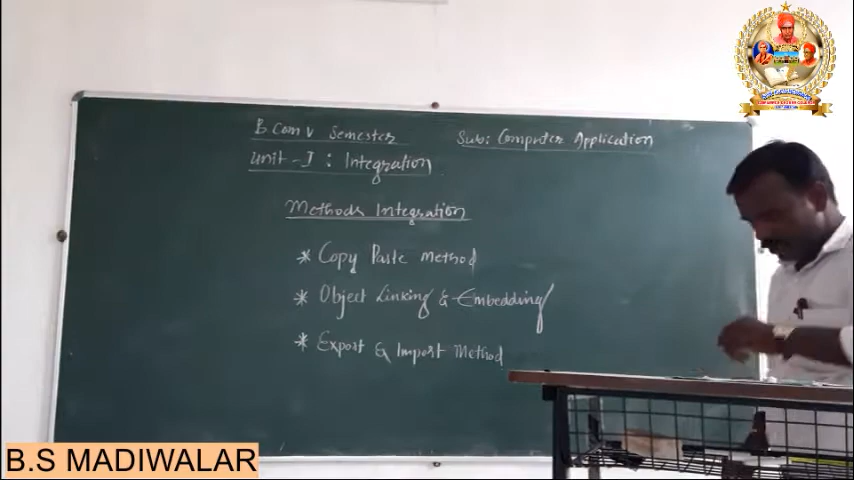 B.Com V Semester Sub: Computer Application
Unit - I : Integration
Methods Integration
* Copy Paste Method
* Object Linking & Embedding
* Export & Import Method
B.S MADIWALAR